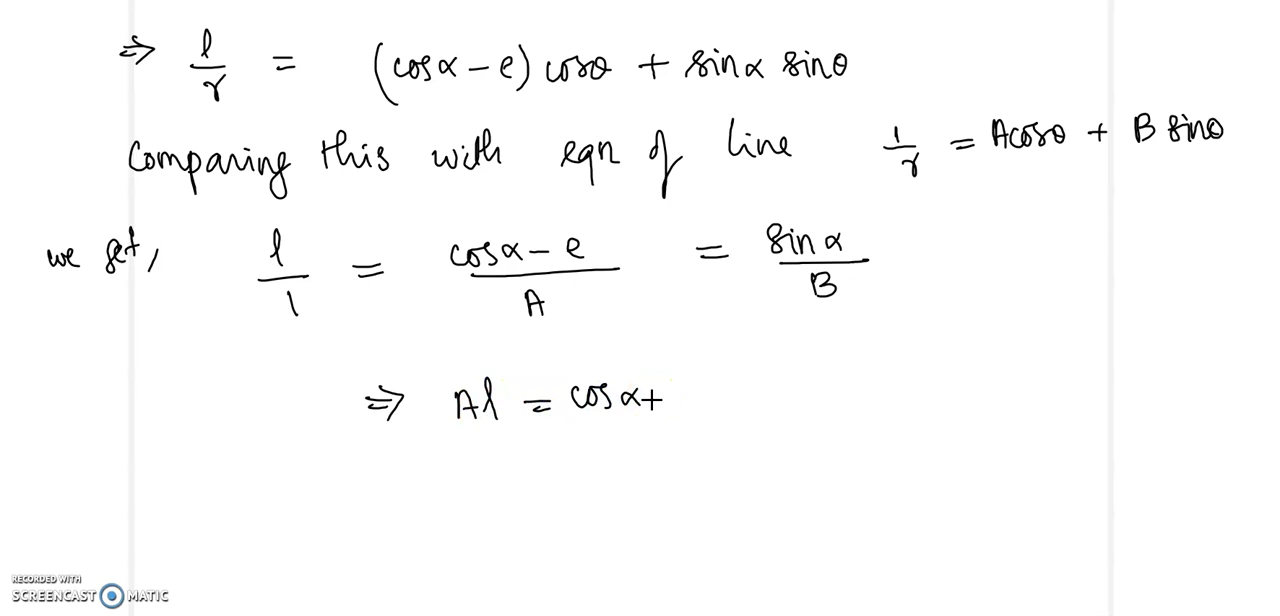 ⇒ l/r = (cosα − e) cosθ + sinα sinθ
Comparing this with eqn of line 1/r = Acosθ + B sinθ
we get, l/1 = cosα − e/A = sinα/B
⇒ Al = cosα+
RECORDED WITH
SCREENCAST MATIC